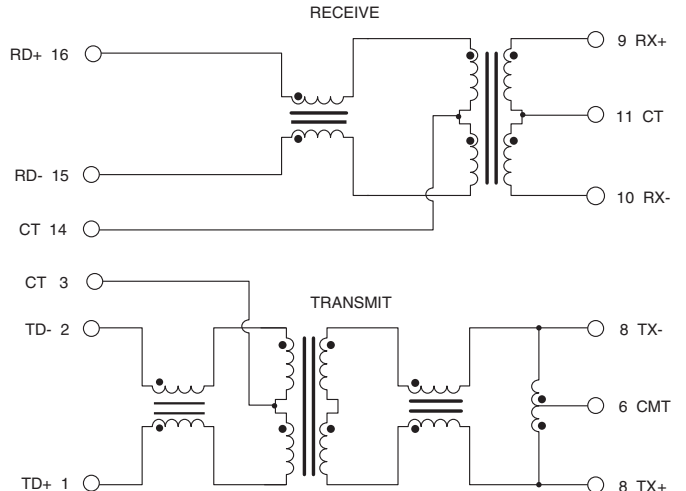 RECEIVE
RD+ 16
9 RX+
11 CT
RD- 15
10 RX-
CT 14
CT 3
TRANSMIT
TD- 2
8 TX-
6 CMT
TD+ 1
8 TX+